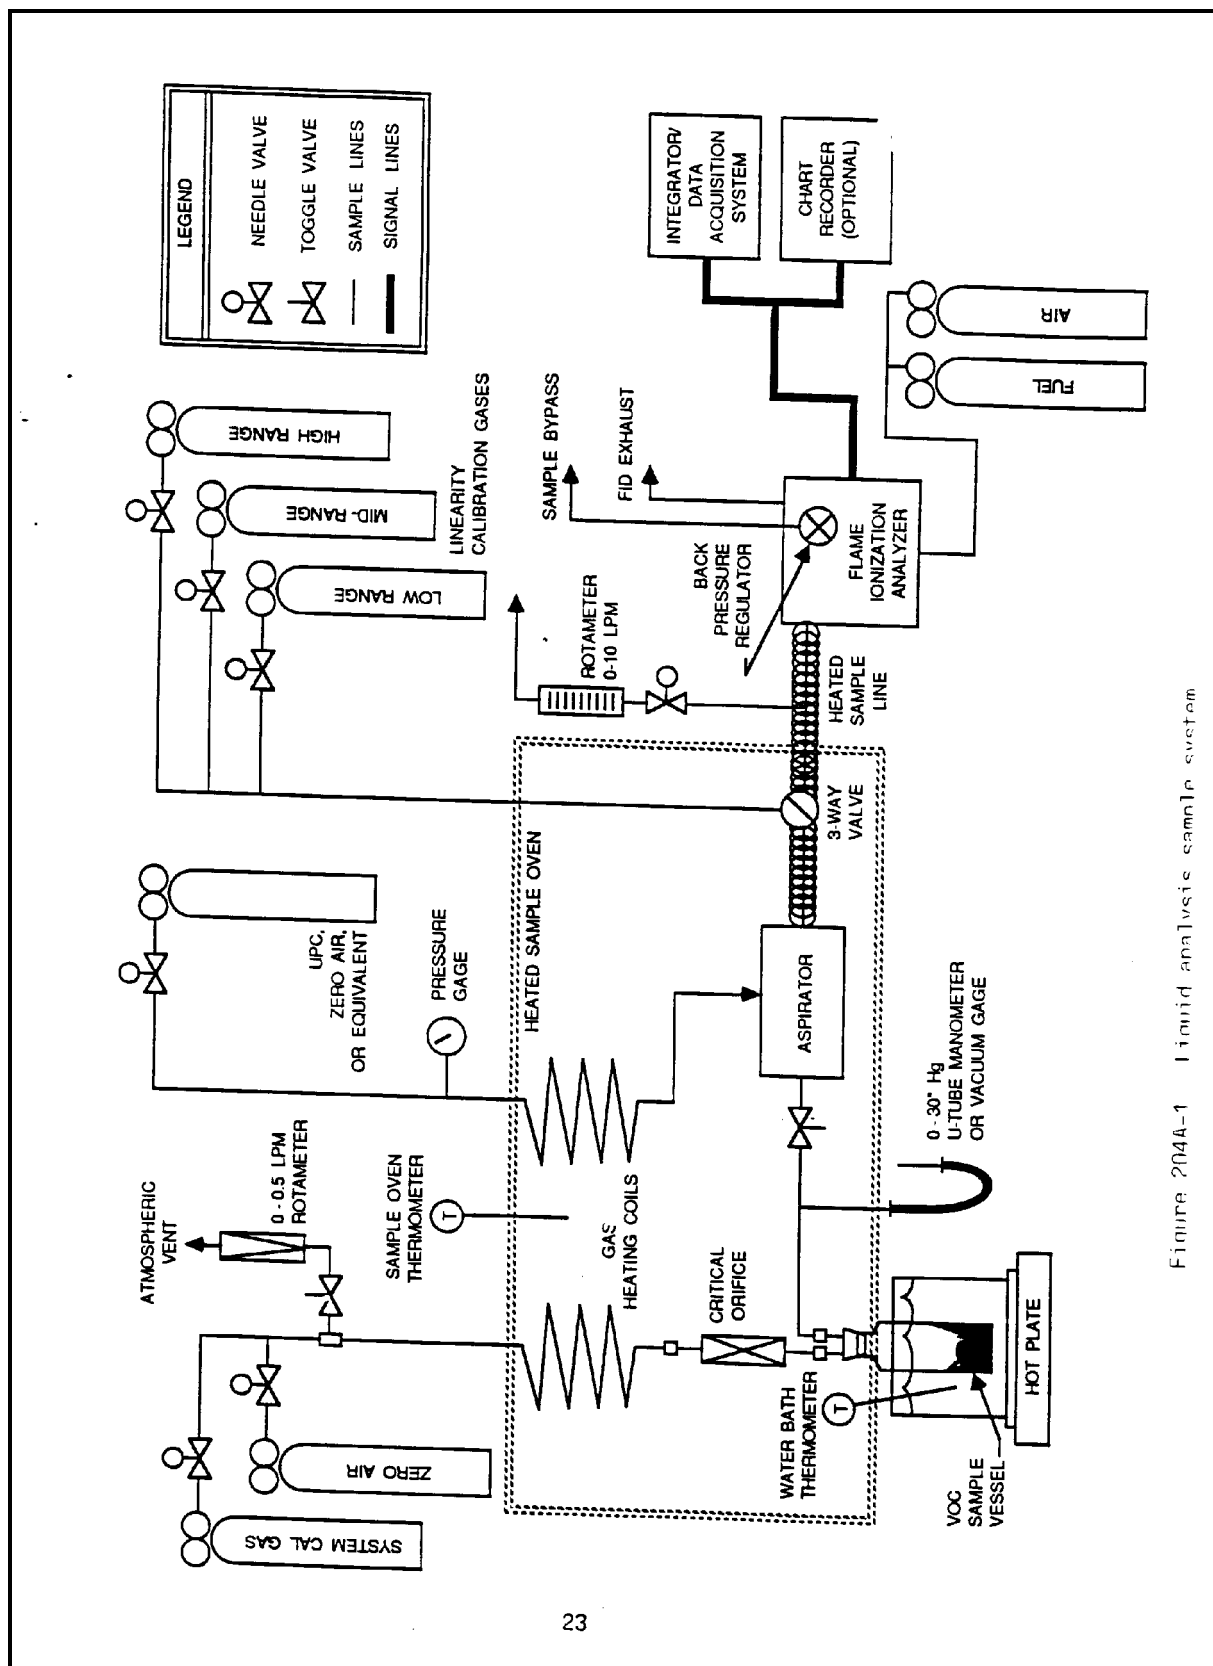 LEGEND
NEEDLE VALVE
TOGGLE VALVE
SAMPLE LINES
SIGNAL LINES
SYSTEM CAL GAS
ZERO AIR
ATMOSPHERIC
VENT
0-0.5 LPM
ROTAMETER
SAMPLE OVEN
THERMOMETER
T
UPC,
ZERO AIR,
OR EQUIVALENT
PRESSURE
GAGE
HIGH RANGE
MID-RANGE
LOW RANGE
LINEARITY
CALIBRATION GASES
HEATED SAMPLE OVEN
GAS
HEATING COILS
CRITICAL
ORIFICE
WATER BATH
THERMOMETER
T
VOC
SAMPLE
VESSEL
HOT PLATE
0-30" Hg
U-TUBE MANOMETER
OR VACUUM GAGE
ASPIRATOR
3-WAY
VALVE
HEATED
SAMPLE
LINE
ROTAMETER
0-10 LPM
BACK
PRESSURE
REGULATOR
SAMPLE BYPASS
FID EXHAUST
FLAME
IONIZATION
ANALYZER
INTEGRATOR/
DATA
ACQUISITION
SYSTEM
CHART
RECORDER
(OPTIONAL)
FUEL
AIR
Figure 204A-1 Liquid analysis sample system
23